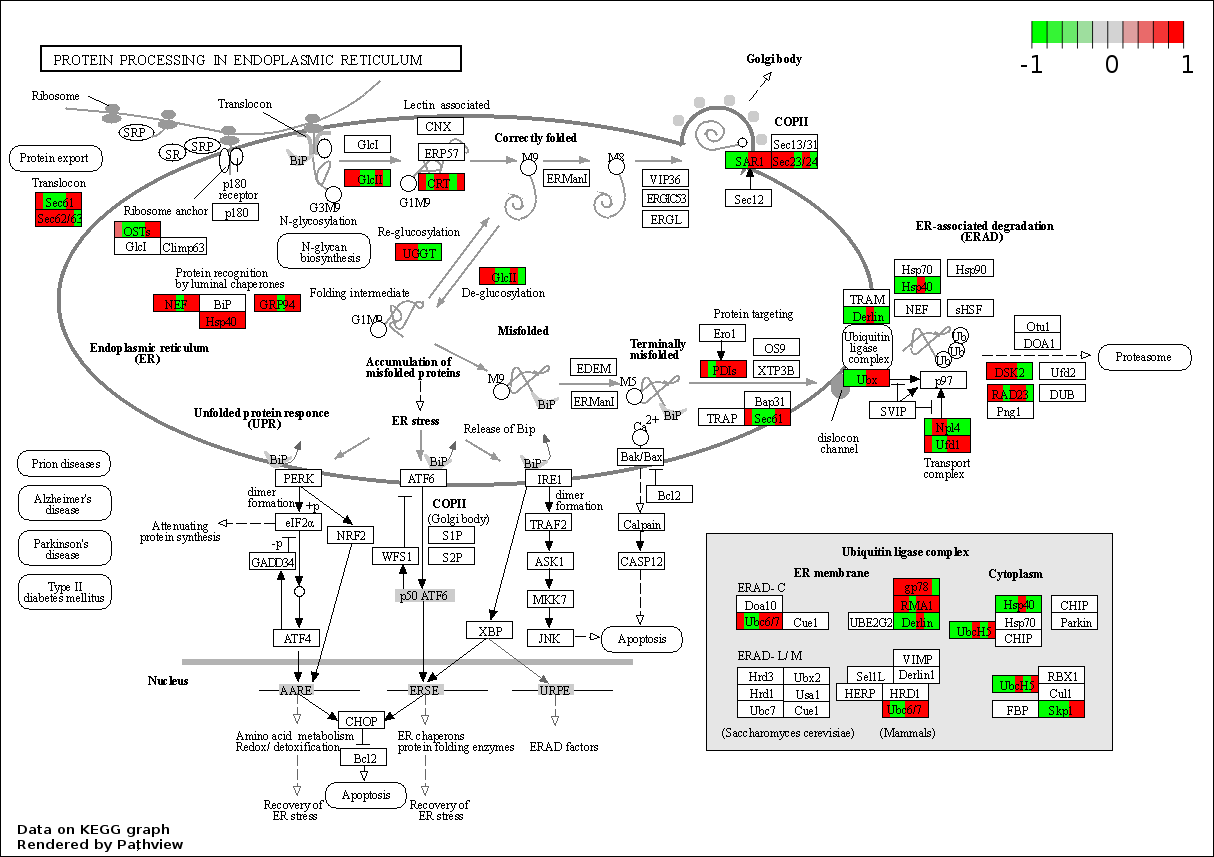 PROTEIN PROCESSING IN ENDOPLASMIC RETICULUM
-1 0 1
Golgi body
Ribosome
Translocon
Lectin associated
CNX
COPII
SRP
SRP
SR
GlcI
ERP57
Correctly folded
Sec13/31
Protein export
BiP
M9
M8
SAR1
Sec23/24
Translocon
GlcII
CRT
ERManI
VIP36
ERGIC53
ERGL
Sec12
Sec61
Sec62/63
p180
receptor
p180
G3M9
N-glycosylation
G1M9
Ribosome anchor
OSTs
GlcI
Climp63
N-glycan
biosynthesis
Re-glucosylation
UGGT
ER-associated degradation
(ERAD)
Protein recognition
by luminal chaperones
NEF
BiP
GRP94
Hsp40
GlcII
De-glucosylation
Folding intermediate
G1M9
Hsp70
Hsp90
Hsp40
TRAM
Derlin
NEF
sHSF
Endoplasmic reticulum
(ER)
Misfolded
Protein targeting
Ero1
OS9
PDIs
XTP3B
Ubiquitin
ligase
complex
Ub
Ub
Ub
Otu1
DOA1
Proteasome
Accumulation of
misfolded proteins
Terminally
misfolded
EDEM
M9
M5
ERManI
BiP
BiP
Ubx
p97
DSK2
Ufd2
RAD23
DUB
Png1
SVIP
Unfolded protein responce
(UPR)
ER stress
Release of Bip
Bap31
TRAP
Sec61
Ca2+
dislocon
channel
Npl4
Ufd1
Transport
complex
BiP
BiP
BiP
Bak/Bax
Prion diseases
PERK
ATF6
IRE1
Bcl2
Alzheimer's
disease
dimer
formation
+p
eIF2α
NRF2
COPII
(Golgi body)
S1P
S2P
dimer
formation
TRAF2
Calpain
Attenuating
protein synthesis
Parkinson's
disease
-p
GADD34
WFS1
ASK1
CASP12
Type II
diabetes mellitus
p50 ATF6
MKK7
ATF4
XBP
JNK
Apoptosis
Ubiquitin ligase complex
ER membrane
Cytoplasm
ERAD- C
Doa10
Ubc6/7
Cue1
gp78
RMA1
UBE2G2
Derlin
Hsp40
CHIP
UbcH5
Hsp70
Parkin
CHIP
ERAD- L/ M
Hrd3
Ubx2
Hrd1
Usa1
Ubc7
Cue1
VIMP
Sel1L
Derlin1
HERP
HRD1
Ubc6/7
UbcH5
RBX1
Cul1
FBP
Skp1
(Saccharomyces cerevisiae)
(Mammals)
Nucleus
AARE
ERSE
URPE
CHOP
Amino acid metabolism
Redox/ detoxification
ER chaperons
protein folding enzymes
ERAD factors
Bcl2
Apoptosis
Recovery of
ER stress
Recovery of
ER stress
Data on KEGG graph
Rendered by Pathview